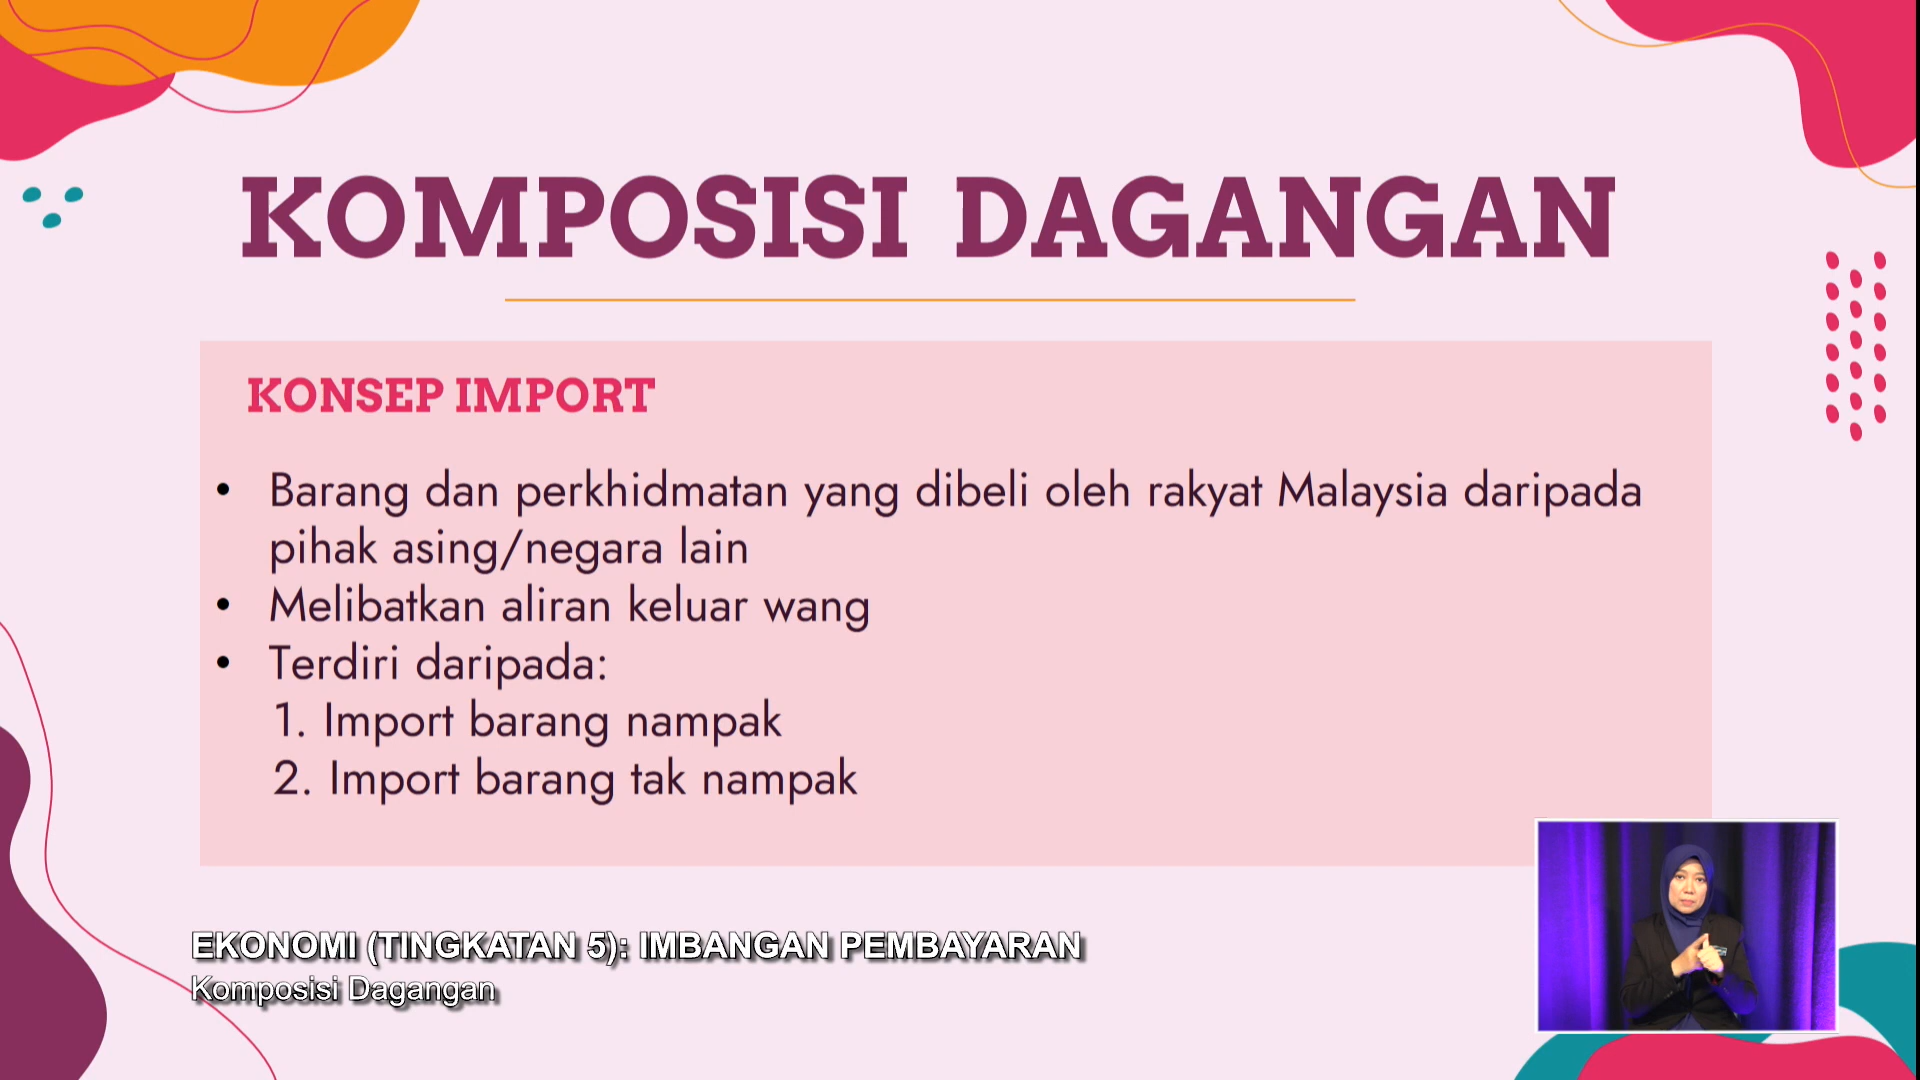 KOMPOSISI DAGANGAN
KONSEP IMPORT
• Barang dan perkhidmatan yang dibeli oleh rakyat Malaysia daripada
pihak asing/negara lain
• Melibatkan aliran keluar wang
• Terdiri daripada:
1. Import barang nampak
2. Import barang tak nampak
EKONOMI (TINGKATAN 5): IMBANGAN PEMBAYARAN
Komposisi Dagangan